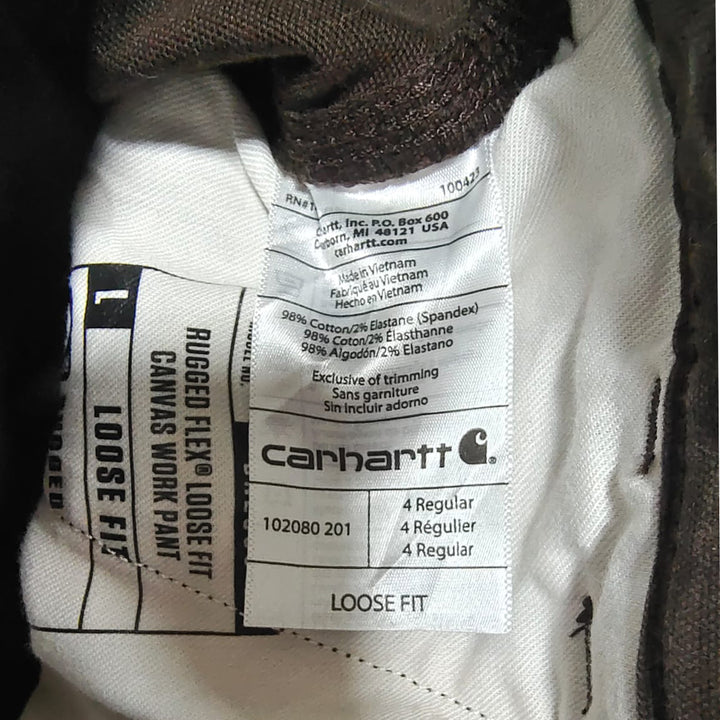 RN#1
100423
Inc. P.O. Box 600
MI 48121 USA
carhartt.com
Made in Vietnam
Fabriqué au Vietnam
Hecho en Vietnam
98% Cotton/2% Elastane (Spandex)
98% Coton/2% Élasthanne
98% Algodón/2% Elastano
Exclusive of trimming
Sans garniture
Sin incluir adorno
carhartt
102080 201
4 Regular
4 Régulier
4 Regular
LOOSE FIT
RUGGED FLEX® LOOSE FIT
CANVAS WORK PANT
L
LOOSE FIT